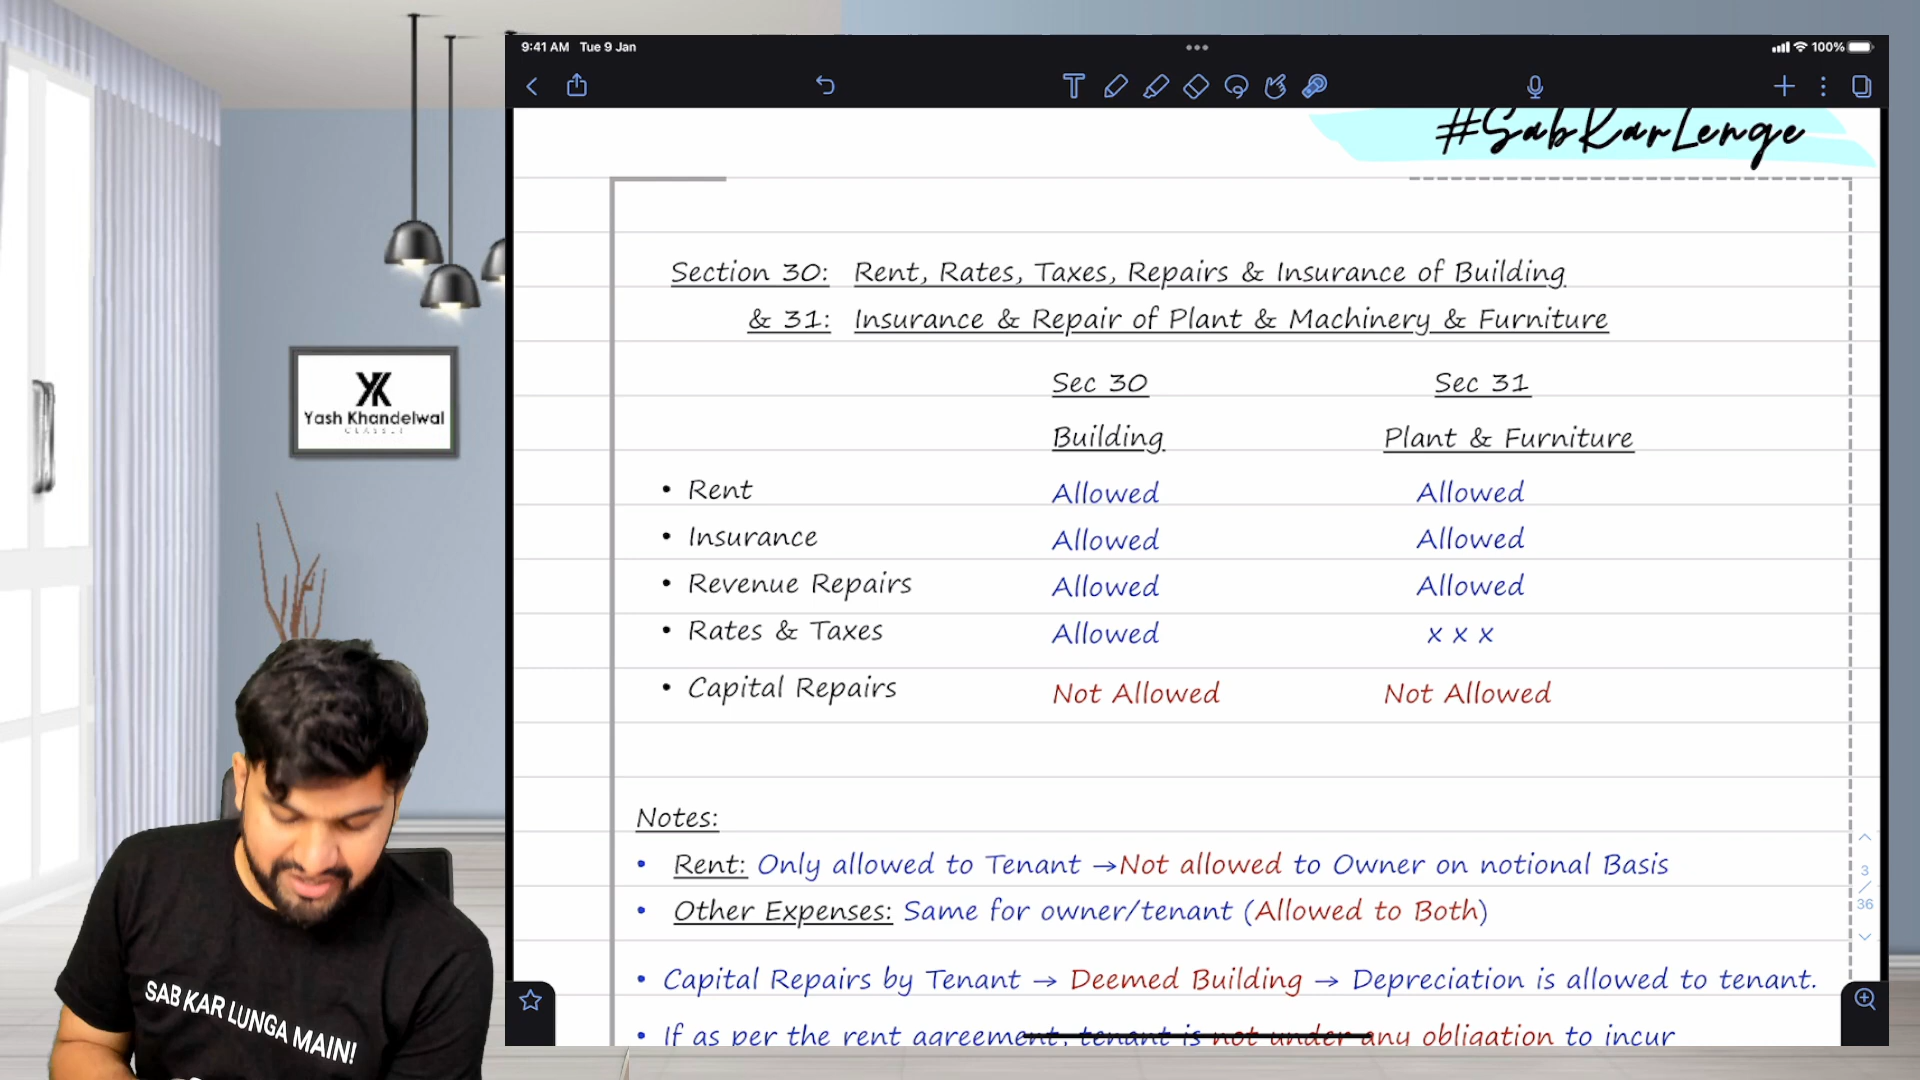 9:41 AM Tue 9 Jan
100%
#SabKarLenge
Section 30: Rent, Rates, Taxes, Repairs & Insurance of Building
& 31: Insurance & Repair of Plant & Machinery & Furniture
Sec 30 Sec 31
Building Plant & Furniture
• Rent Allowed Allowed
• Insurance Allowed Allowed
• Revenue Repairs Allowed Allowed
• Rates & Taxes Allowed x x x
• Capital Repairs Not Allowed Not Allowed
Notes:
• Rent: Only allowed to Tenant → Not allowed to Owner on notional Basis
• Other Expenses: Same for owner/tenant (Allowed to Both)
• Capital Repairs by Tenant → Deemed Building → Depreciation is allowed to tenant.
• If as per the rent agreement, tenant is not under any obligation to incur
3
36
YK
Yash Khandelwal
CLASSES
SAB KAR LUNGA MAIN!